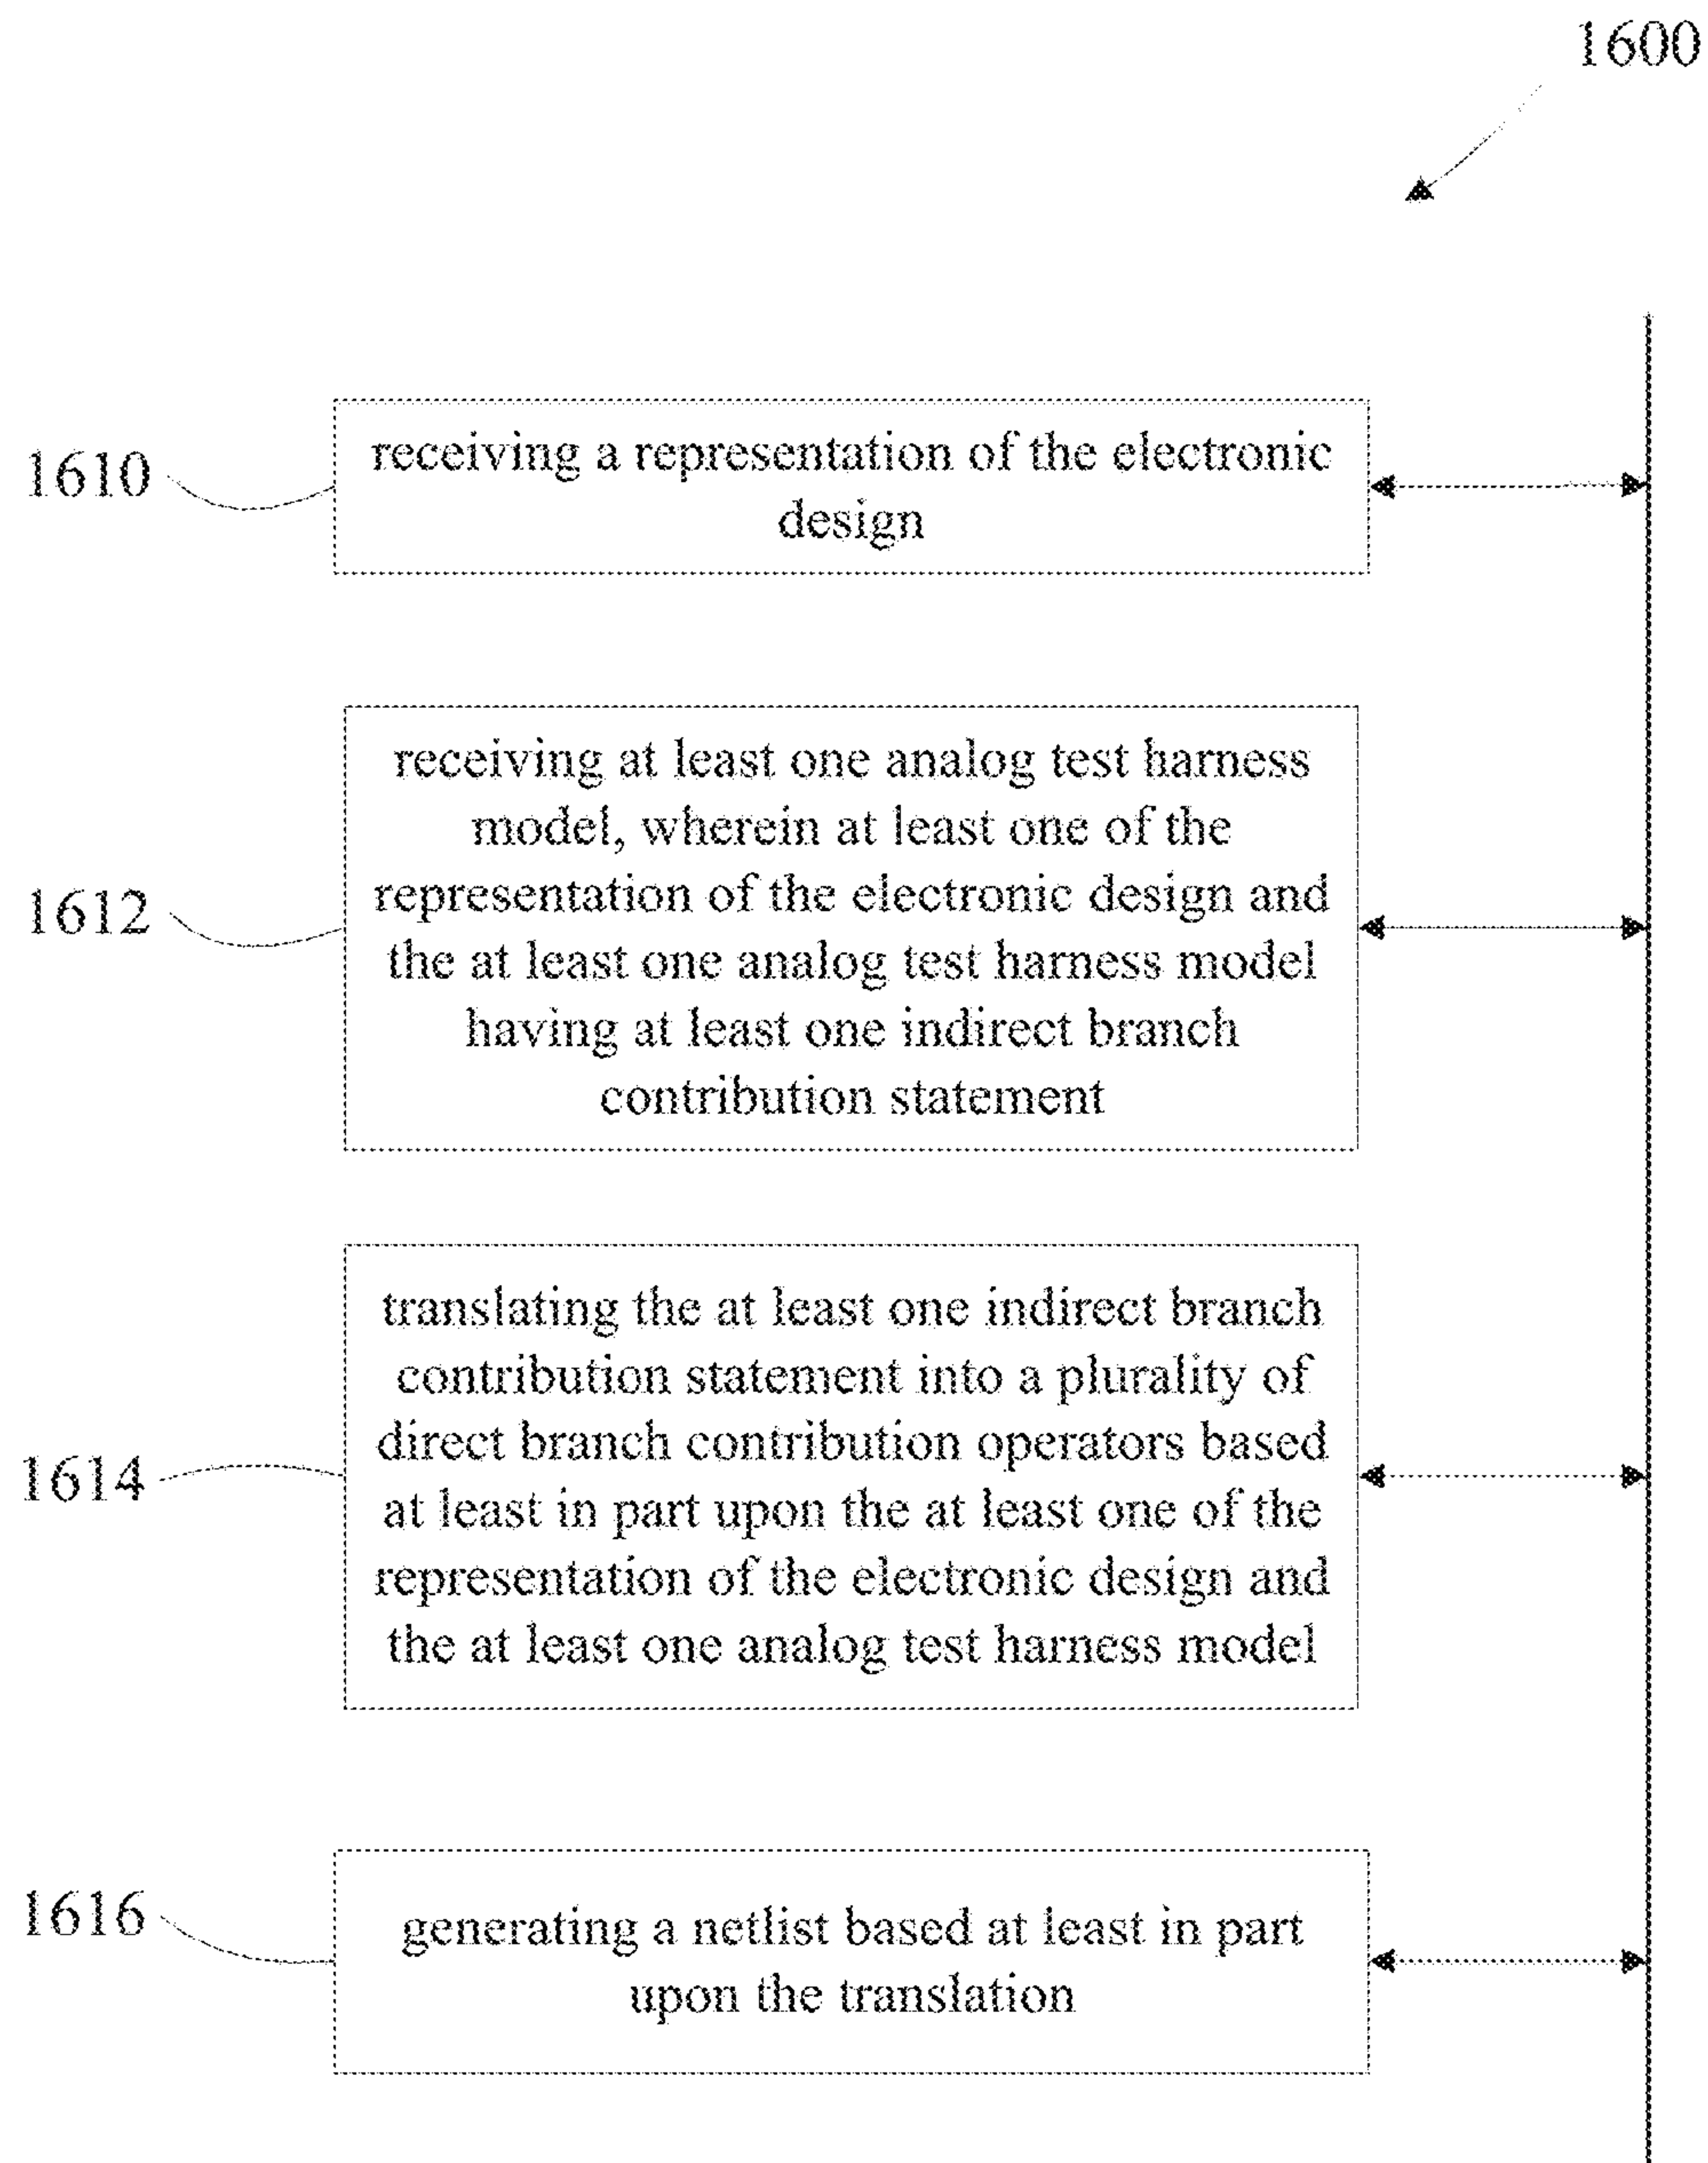 1600
1610
receiving a representation of the electronic
design
1612
receiving at least one analog test harness
model, wherein at least one of the
representation of the electronic design and
the at least one analog test harness model
having at least one indirect branch
contribution statement
1614
translating the at least one indirect branch
contribution statement into a plurality of
direct branch contribution operators based
at least in part upon the at least one of the
representation of the electronic design and
the at least one analog test harness model
1616
generating a netlist based at least in part
upon the translation